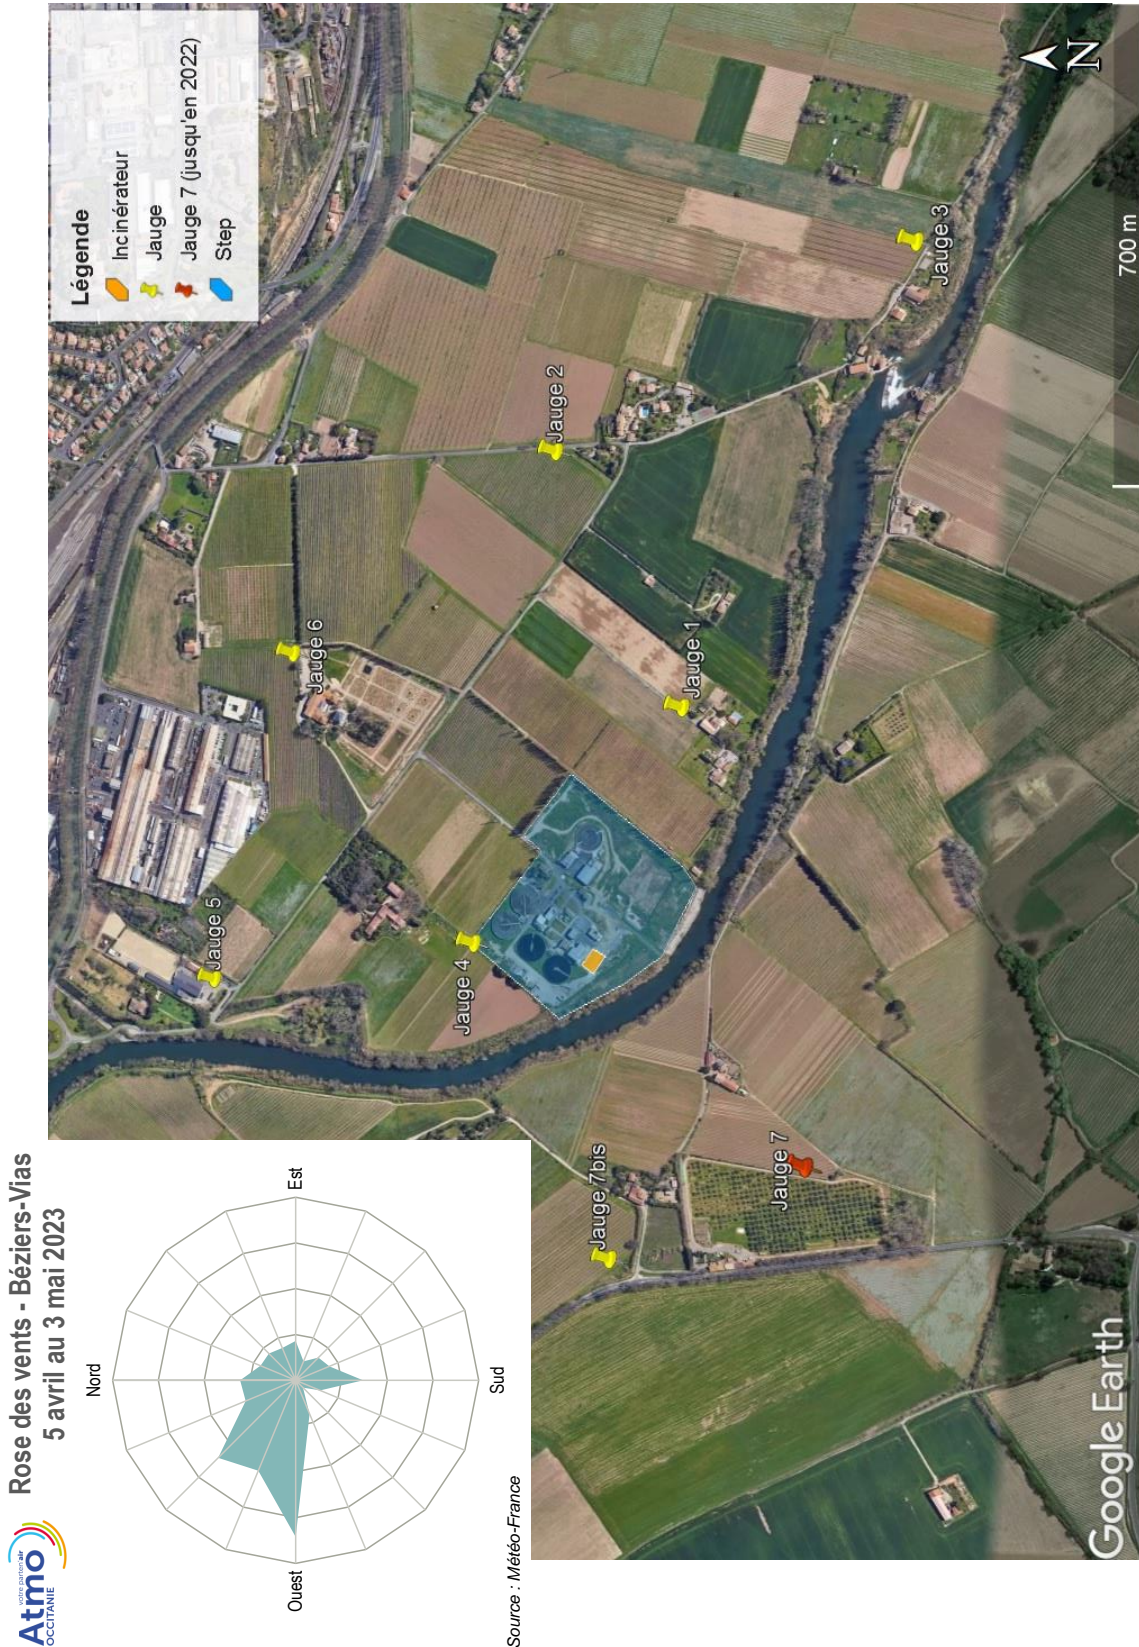 votre parten'air
Atmo
OCCITANIE
Rose des vents - Béziers-Vias
5 avril au 3 mai 2023
Nord
Est
Sud
Ouest
Source : Météo-France
Légende
Incinérateur
Jauge
Jauge 7 (jusqu'en 2022)
Step
Jauge 5
Jauge 6
Jauge 4
Jauge 2
Jauge 1
Jauge 3
Jauge 7bis
Jauge 7
Google Earth
700 m
N